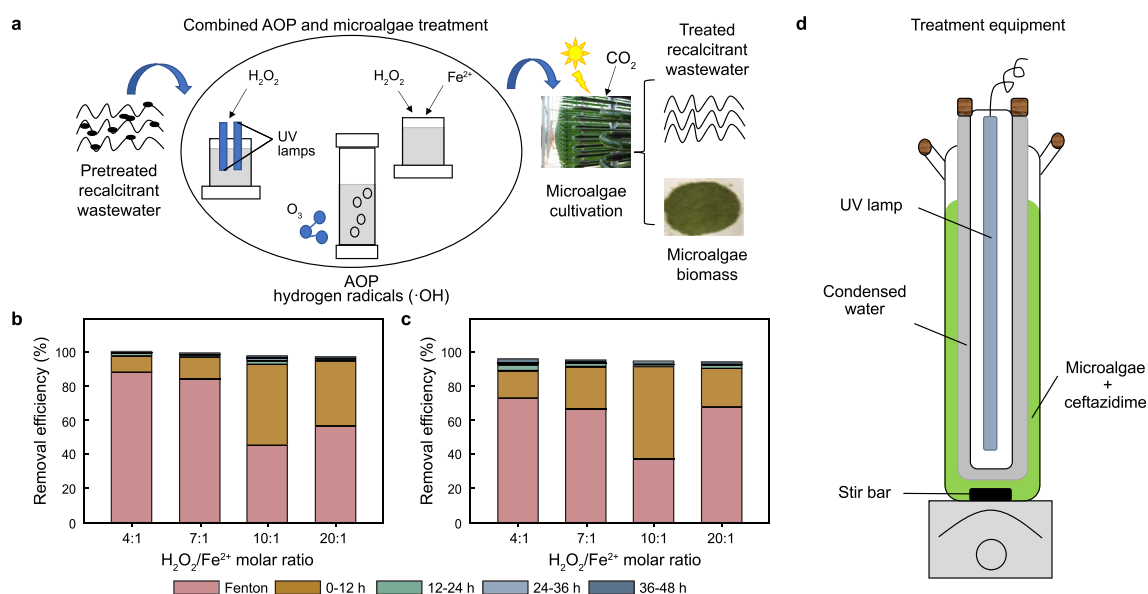 a
Combined AOP and microalgae treatment
H₂O₂
UV
lamps
H₂O₂
Fe²⁺
O₃
Pretreated
recalcitrant
wastewater
AOP
hydrogen radicals (·OH)
CO₂
Microalgae
cultivation
Treated
recalcitrant
wastewater
Microalgae
biomass
b
Removal efficiency (%)
100
80
60
40
20
0
4:1
7:1
10:1
20:1
H₂O₂/Fe²⁺ molar ratio
c
Removal efficiency (%)
100
80
60
40
20
0
4:1
7:1
10:1
20:1
H₂O₂/Fe²⁺ molar ratio
Fenton
0-12 h
12-24 h
24-36 h
36-48 h
d
Treatment equipment
UV lamp
Condensed
water
Microalgae
+
ceftazidime
Stir bar